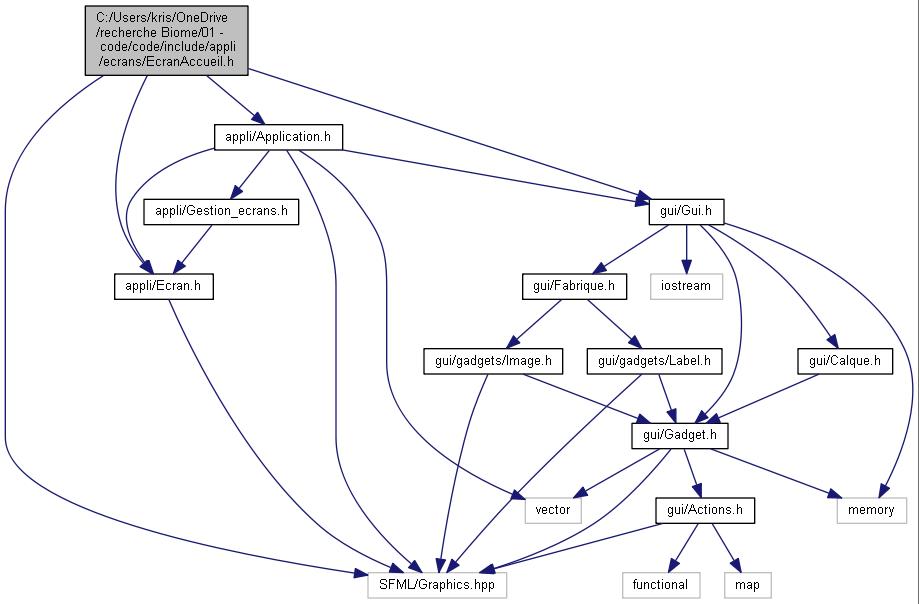 C:/Users/kris/OneDrive
/recherche Biome/01 -
code/code/include/appli
/ecrans/EcranAccueil.h
appli/Application.h
appli/Gestion_ecrans.h
gui/Gui.h
appli/Ecran.h
gui/Fabrique.h
iostream
gui/gadgets/Image.h
gui/gadgets/Label.h
gui/Calque.h
gui/Gadget.h
vector
gui/Actions.h
memory
SFML/Graphics.hpp
functional
map